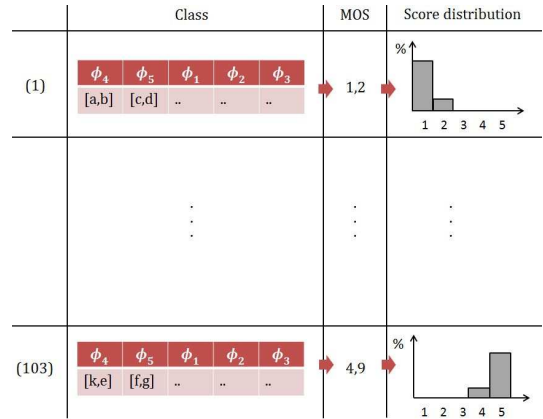 Class MOS Score distribution
(1)
ϕ4 ϕ5 ϕ1 ϕ2 ϕ3
[a,b] [c,d] .. .. ..
1,2
%
1 2 3 4 5
(103)
ϕ4 ϕ5 ϕ1 ϕ2 ϕ3
[k,e] [f,g] .. .. ..
4,9
%
1 2 3 4 5